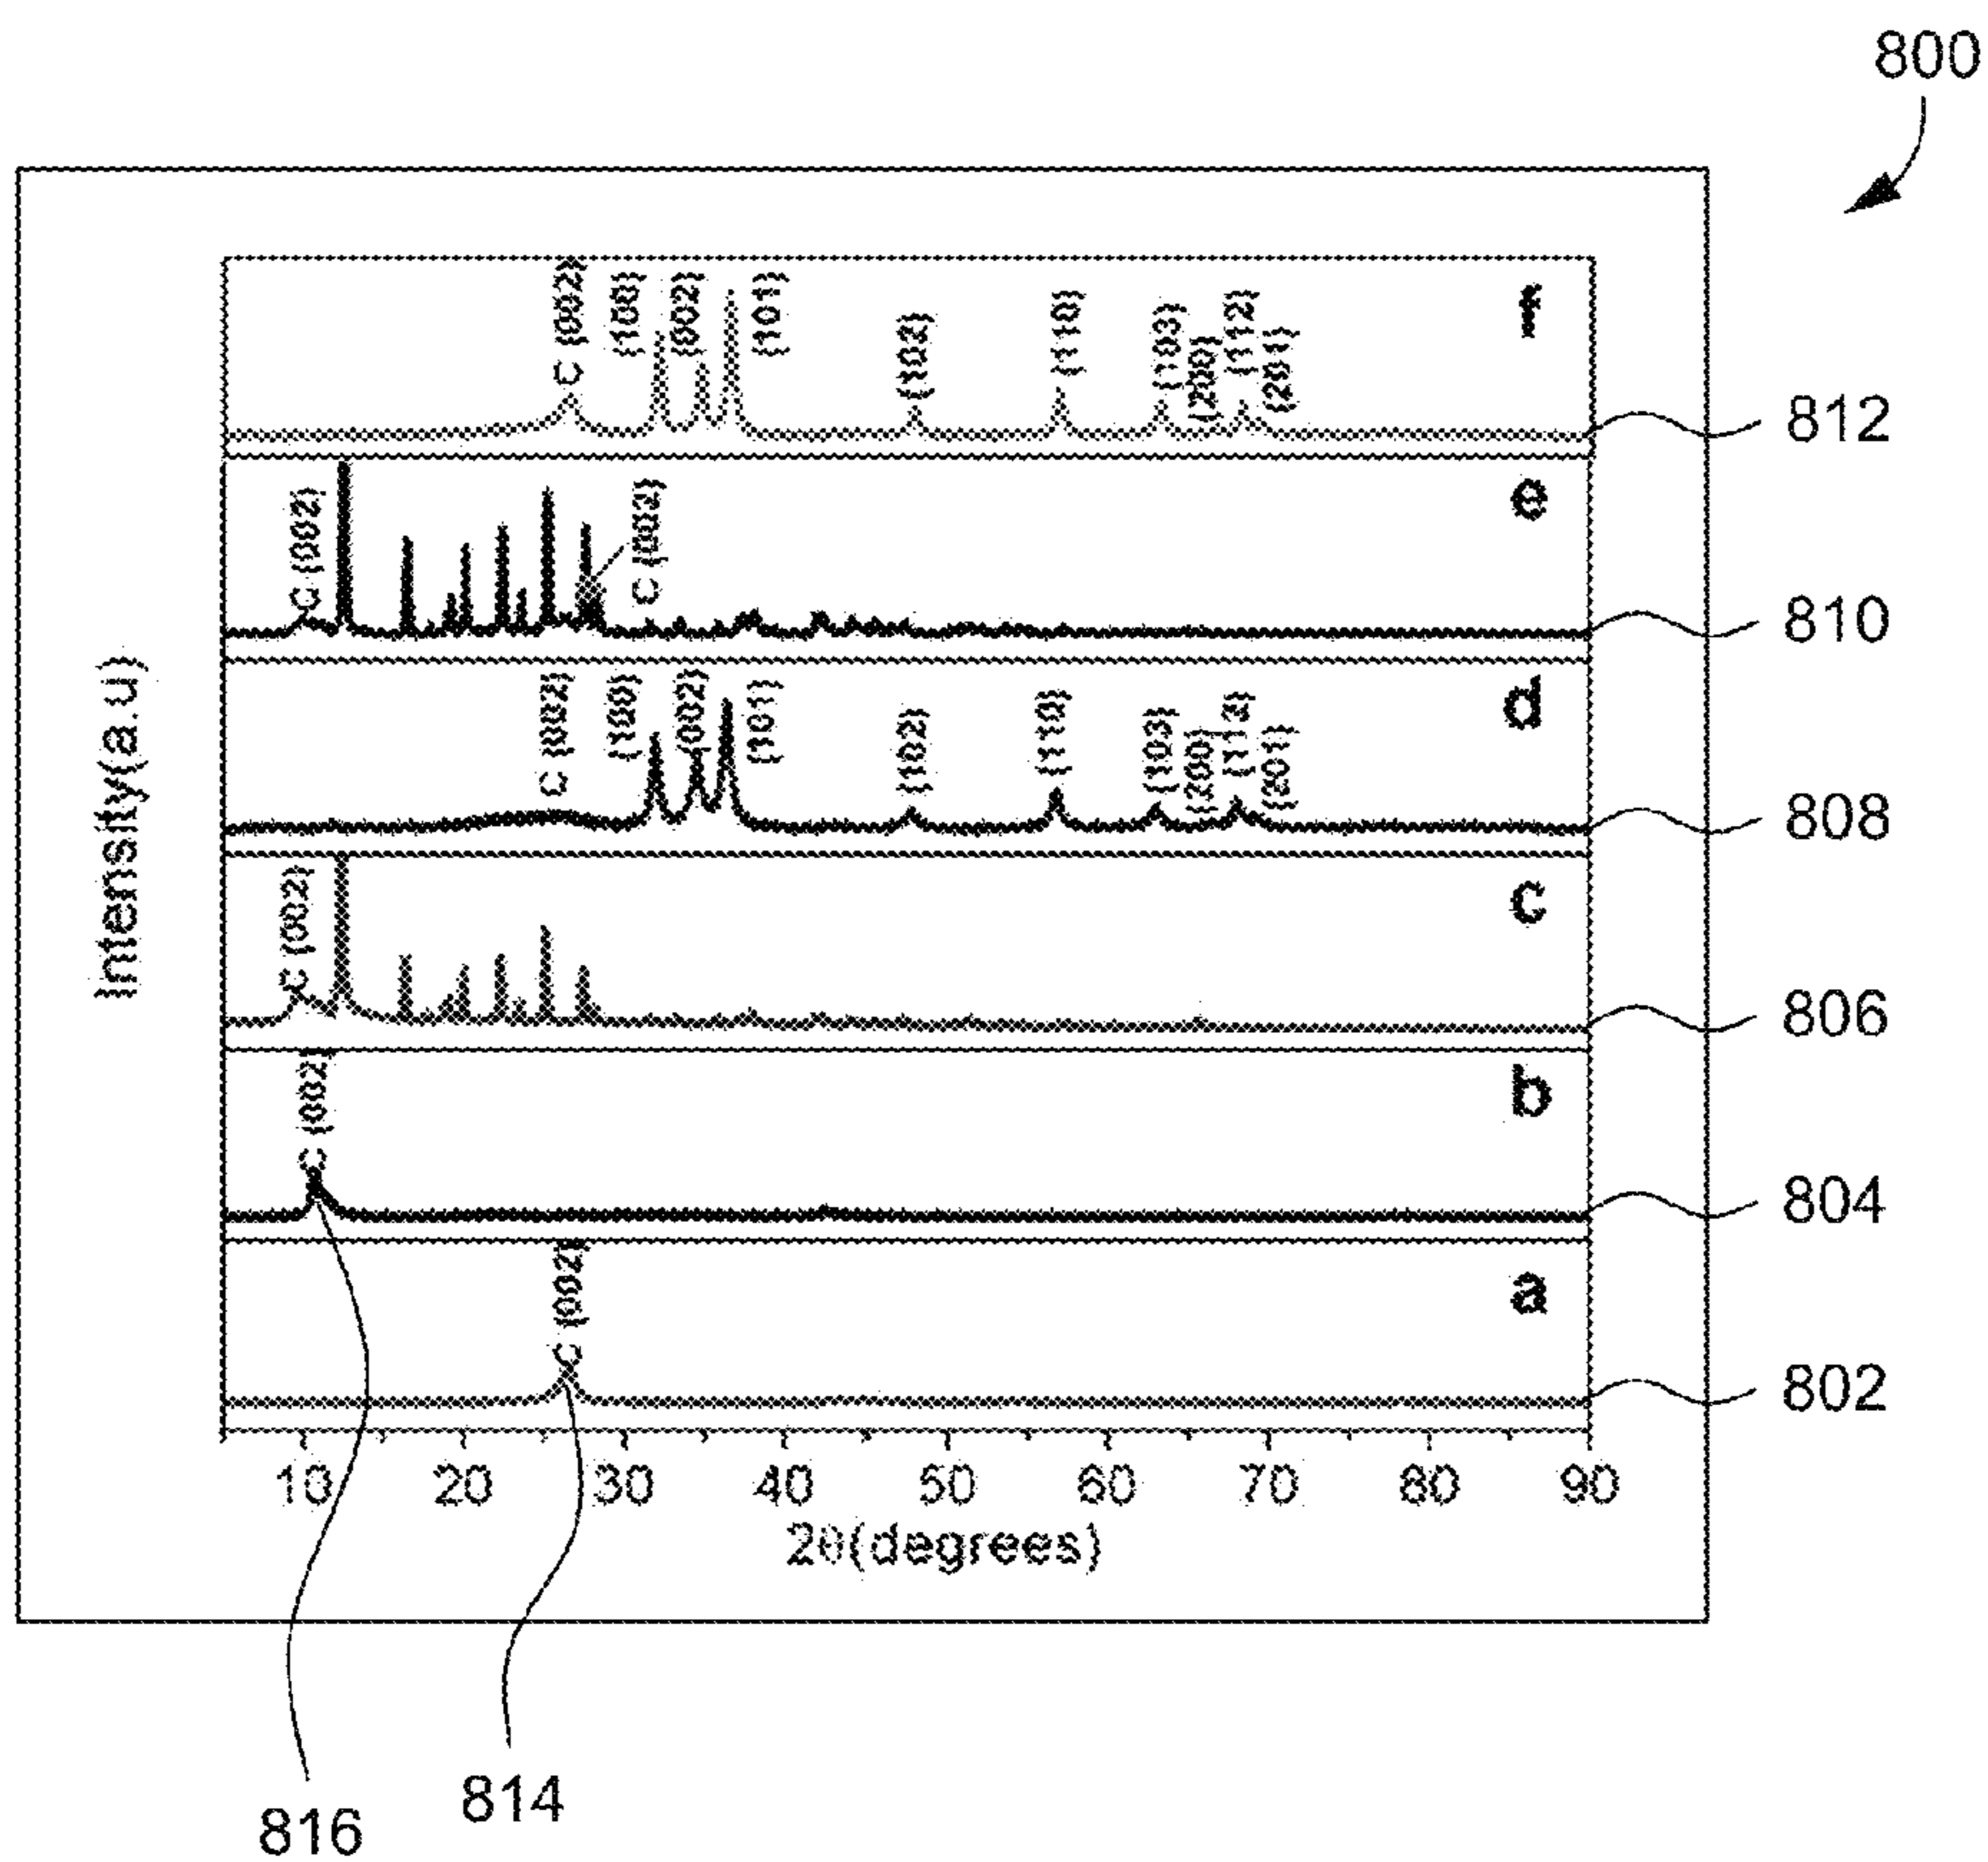 800
C (002)
(100)
(002)
(101)
(102)
(110)
(103)
(200)
(112)
(201)
f
812
C (002)
C (002)
e
810
C (002)
(100)
(002)
(101)
(102)
(110)
(103)
(200)
(113)
(201)
d
808
C (002)
c
806
C (002)
b
804
C (002)
a
802
Intensity(a.u)
10 20 30 40 50 60 70 80 90
2θ(degrees)
816
814